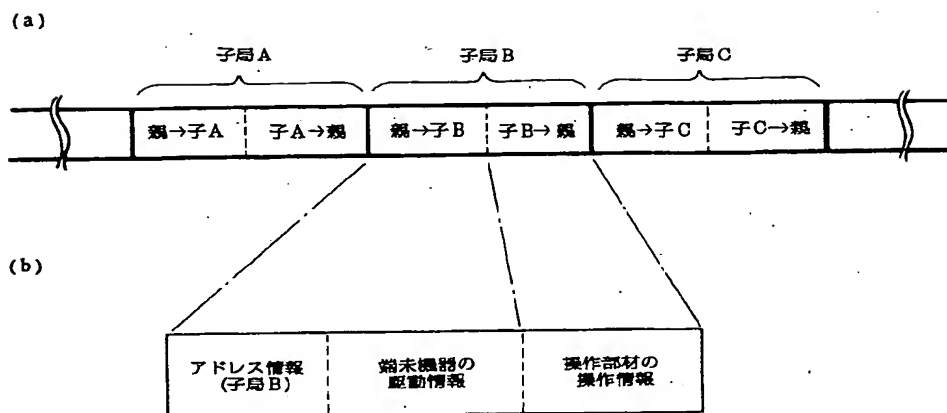 (a)
子局A 子局B 子局C
親→子A 子A→親 親→子B 子B→親 親→子C 子C→親
(b)
アドレス情報 端末機器の 操作部材の
(子局B) 駆動情報 操作情報